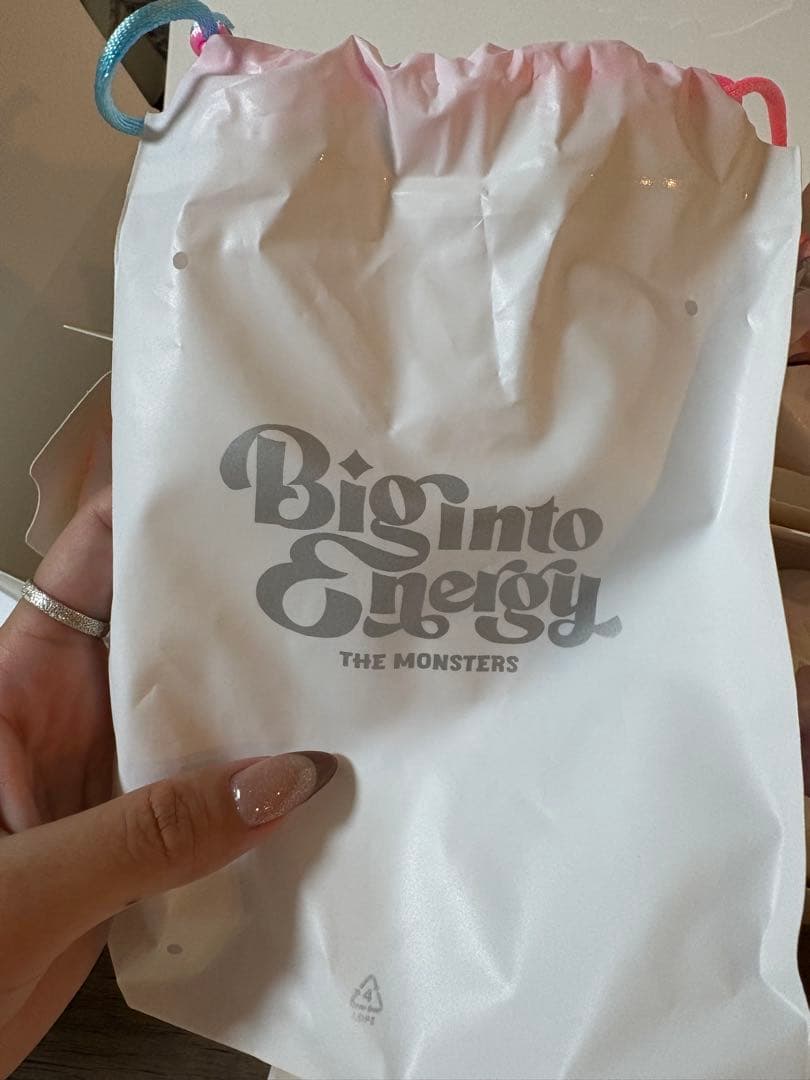 Big into
Energy
THE MONSTERS
4
LDPE